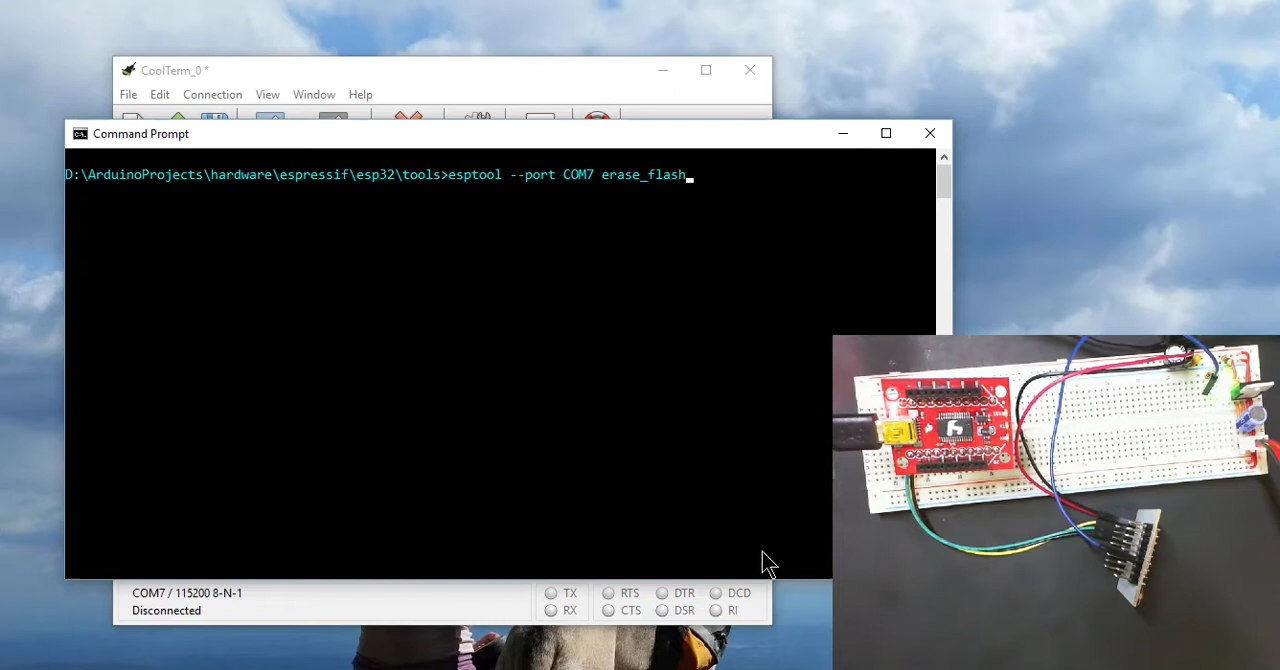 CoolTerm_0 *
File Edit Connection View Window Help
Command Prompt
D:\ArduinoProjects\hardware\espressif\esp32\tools>esptool --port COM7 erase_flash
COM7 / 115200 8-N-1
Disconnected
TX RTS DTR DCD
RX CTS DSR RI